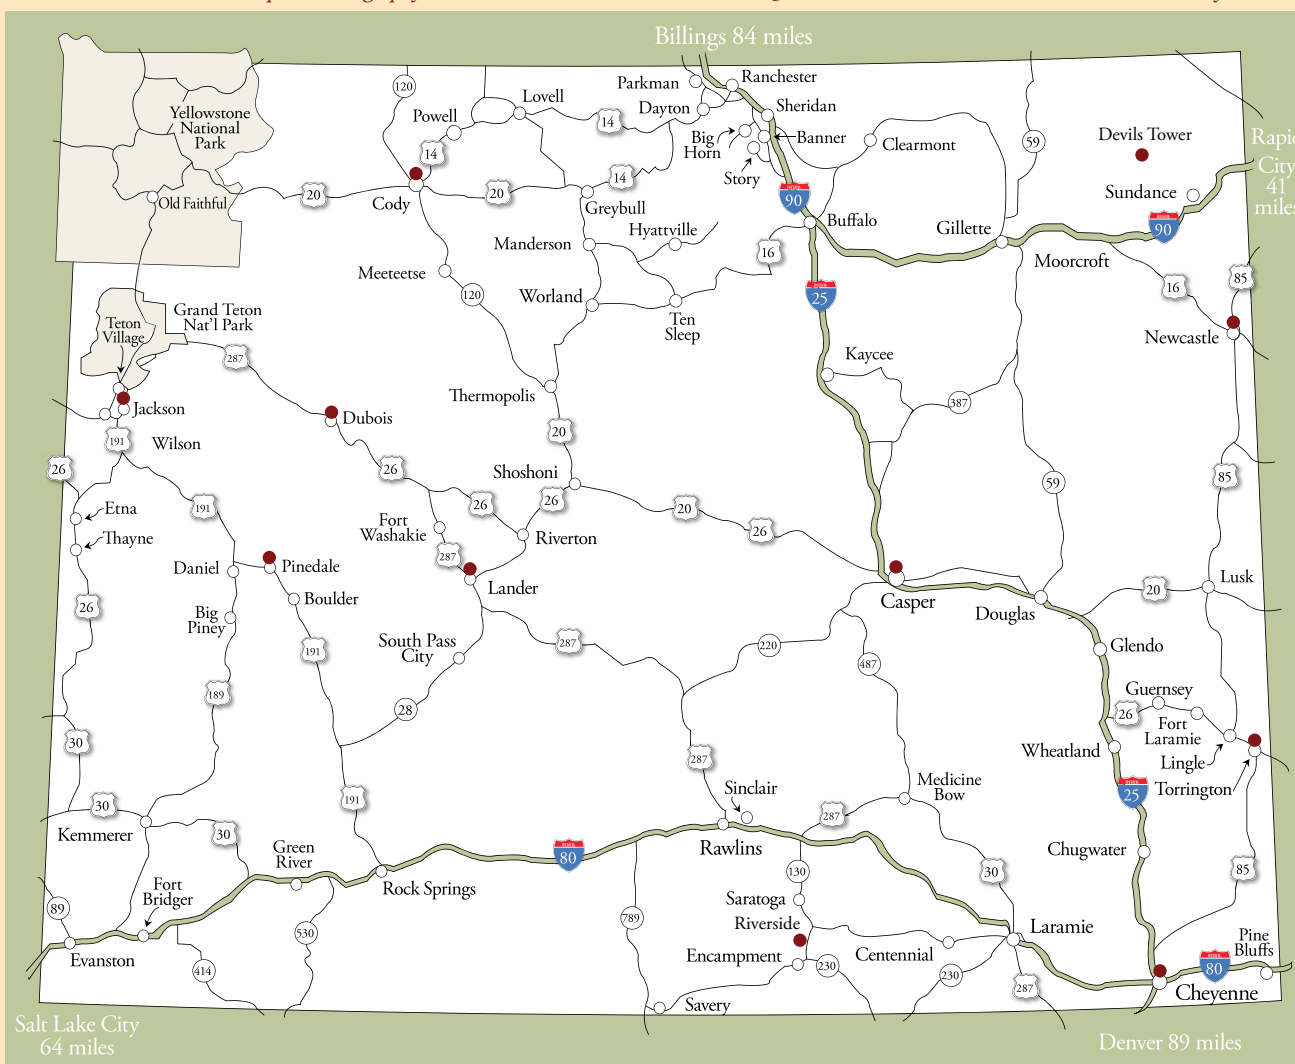 Billings 84 miles
Parkman
Ranchester
120
Lovell
Dayton
Sheridan
Powell
14
Yellowstone
National
Park
Big
Horn
Banner
Clearmont
59
Devils Tower
Rapid
City
41
miles
14
Story
20
Cody
20
14
90
Sundance
Old Faithful
Greybull
Hyattville
Buffalo
Gillette
90
Manderson
16
Moorcroft
Meeteetse
120
Worland
25
16
85
Grand Teton
Nat'l Park
Teton
Village
Ten
Sleep
Newcastle
287
Kaycee
Thermopolis
387
Jackson
Dubois
191
Wilson
20
26
26
Shoshoni
85
59
191
26
26
20
Etna
Fort
Washakie
26
Thayne
Riverton
287
Daniel
Pinedale
Lander
Lusk
20
Casper
Douglas
26
Boulder
Big
Piney
South Pass
City
287
220
Glendo
191
487
189
28
Guernsey
26
Fort
Laramie
30
Wheatland
Lingle
287
Torrington
Sinclair
Medicine
Bow
25
30
191
287
Kemmerer
30
Rawlins
Green
River
80
Chugwater
Rock Springs
Fort
Bridger
130
30
85
Saratoga
89
789
Riverside
530
Laramie
Pine
Bluffs
Evanston
Encampment
Centennial
414
230
230
80
287
Cheyenne
Savery
Salt Lake City
64 miles
Denver 89 miles